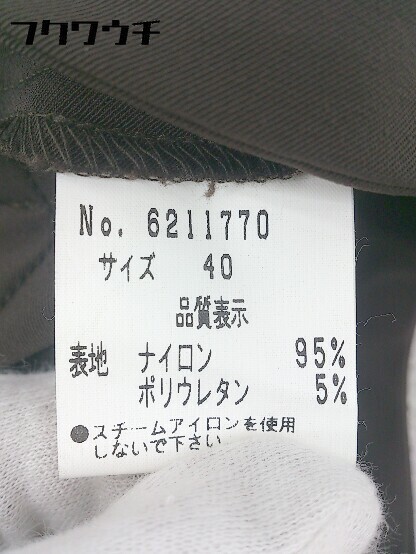 フクワウチ
No. 6211770
サイズ 40
品質表示
表地 ナイロン 95%
ポリウレタン 5%
●スチームアイロンを使用
しないで下さい